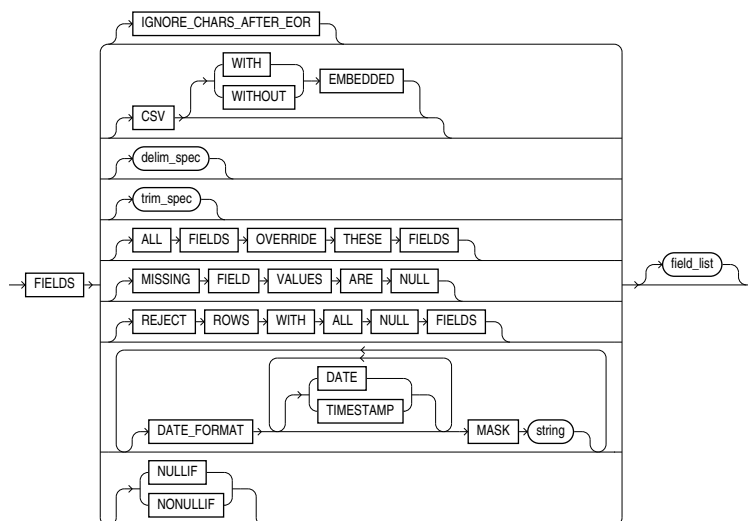 IGNORE_CHARS_AFTER_EOR
WITH
WITHOUT
EMBEDDED
CSV
delim_spec
trim_spec
ALL FIELDS OVERRIDE THESE FIELDS
FIELDS
MISSING FIELD VALUES ARE NULL
field_list
REJECT ROWS WITH ALL NULL FIELDS
DATE
TIMESTAMP
DATE_FORMAT
MASK string
NULLIF
NONULLIF